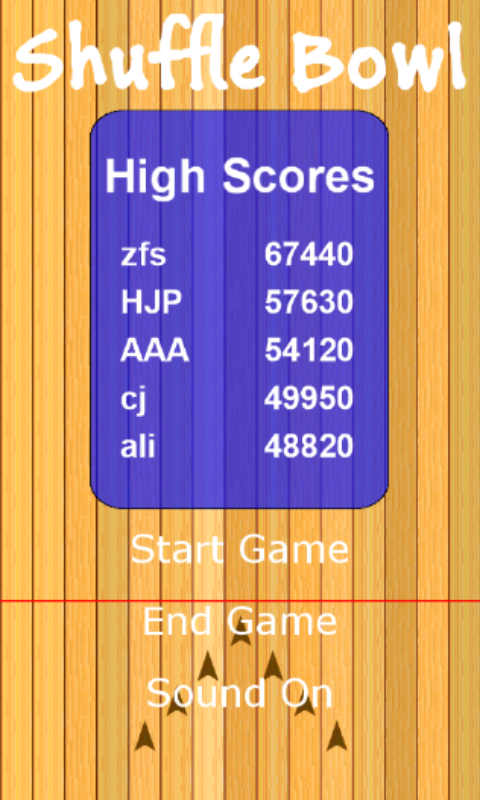 Shuffle Bowl
High Scores
zfs 67440
HJP 57630
AAA 54120
cj 49950
ali 48820
Start Game
End Game
Sound On